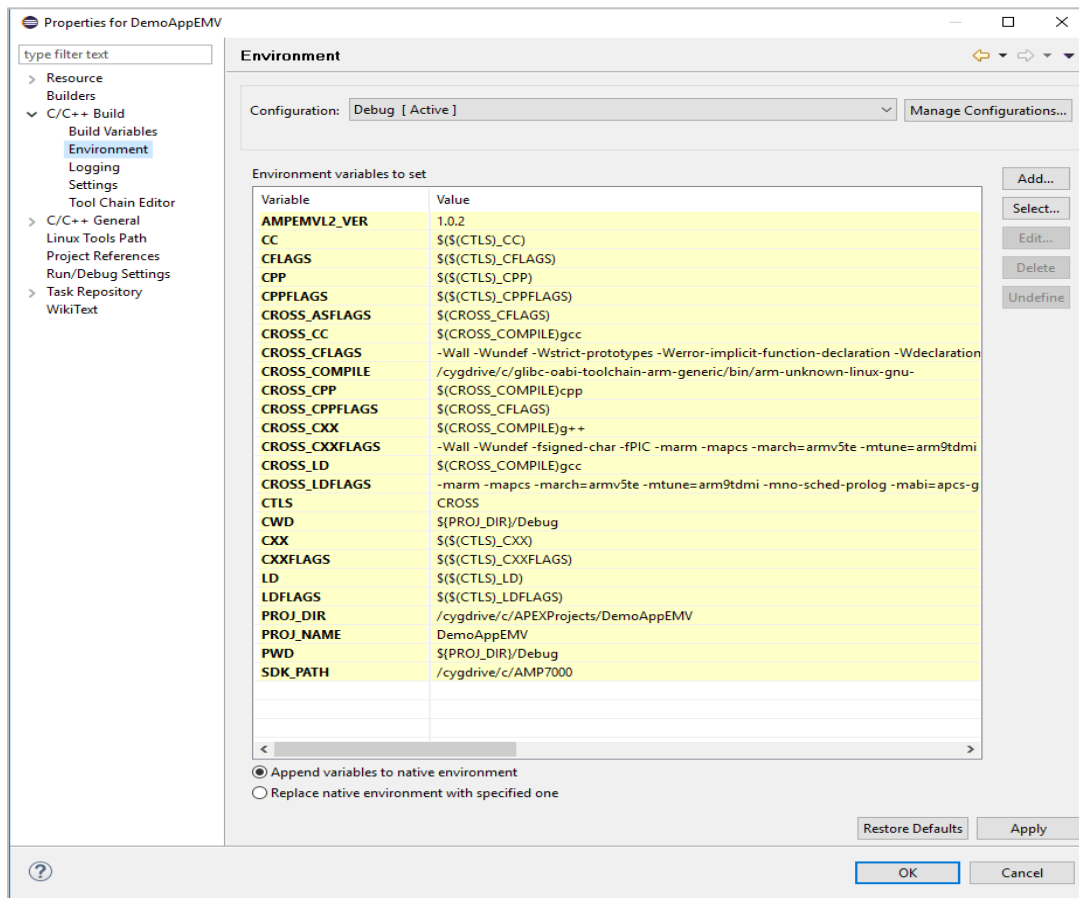 Properties for DemoAppEMV
type filter text
Resource
Builders
C/C++ Build
Build Variables
Environment
Logging
Settings
Tool Chain Editor
C/C++ General
Linux Tools Path
Project References
Run/Debug Settings
Task Repository
WikiText
Environment
Configuration: Debug [ Active ] Manage Configurations...
Environment variables to set
Variable Value
AMPEMVL2_VER 1.0.2
CC $($(CTLS)_CC)
CFLAGS $($(CTLS)_CFLAGS)
CPP $($(CTLS)_CPP)
CPPFLAGS $($(CTLS)_CPPFLAGS)
CROSS_ASFLAGS $(CROSS_CFLAGS)
CROSS_CC $(CROSS_COMPILE)gcc
CROSS_CFLAGS -Wall -Wundef -Wstrict-prototypes -Werror-implicit-function-declaration -Wdeclaration
CROSS_COMPILE /cygdrive/c/glibc-oabi-toolchain-arm-generic/bin/arm-unknown-linux-gnu-
CROSS_CPP $(CROSS_COMPILE)cpp
CROSS_CPPFLAGS $(CROSS_CFLAGS)
CROSS_CXX $(CROSS_COMPILE)g++
CROSS_CXXFLAGS -Wall -Wundef -fsigned-char -fPIC -marm -mapcs -march=armv5te -mtune=arm9tdmi
CROSS_LD $(CROSS_COMPILE)gcc
CROSS_LDFLAGS -marm -mapcs -march=armv5te -mtune=arm9tdmi -mno-sched-prolog -mabi=apcs-g
CTLS CROSS
CWD ${PROJ_DIR}/Debug
CXX $($(CTLS)_CXX)
CXXFLAGS $($(CTLS)_CXXFLAGS)
LD $($(CTLS)_LD)
LDFLAGS $($(CTLS)_LDFLAGS)
PROJ_DIR /cygdrive/c/APEXProjects/DemoAppEMV
PROJ_NAME DemoAppEMV
PWD ${PROJ_DIR}/Debug
SDK_PATH /cygdrive/c/AMP7000
Add...
Select...
Edit...
Delete
Undefine
Append variables to native environment
Replace native environment with specified one
Restore Defaults Apply
OK Cancel